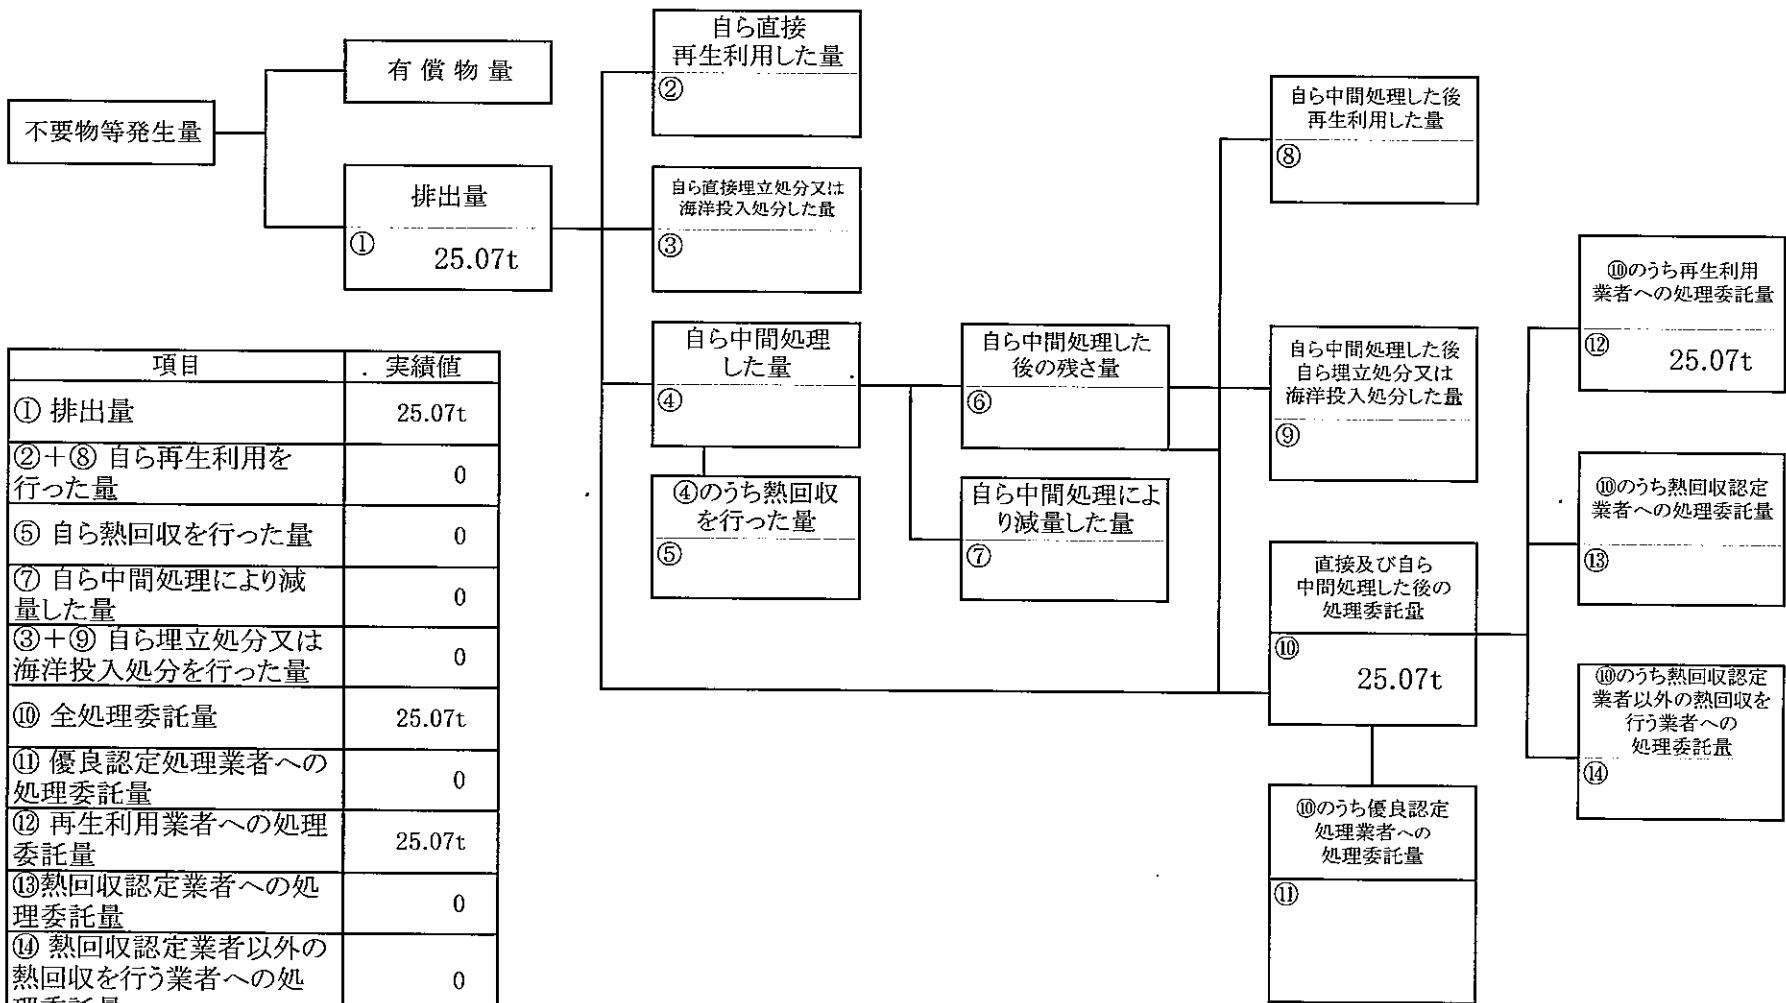 不要物等発生量
有償物量
排出量
①
25.07t
自ら直接
再生利用した量
②
自ら直接埋立処分又は
海洋投入処分した量
③
自ら中間処理
した量
④
④のうち熱回収
を行った量
⑤
自ら中間処理した
後の残さ量
⑥
自ら中間処理によ
り減量した量
⑦
自ら中間処理した後
再生利用した量
⑧
自ら中間処理した後
自ら埋立処分又は
海洋投入処分した量
⑨
直接及び自ら
中間処理した後の
処理委託量
⑩
25.07t
⑩のうち優良認定
処理業者への
処理委託量
⑪
⑩のうち再生利用
業者への処理委託量
⑫
25.07t
⑩のうち熱回収認定
業者への処理委託量
⑬
⑩のうち熱回収認定
業者以外の熱回収を
行う業者への
処理委託量
⑭
項目 実績値
① 排出量 25.07t
②+⑧ 自ら再生利用を
行った量 0
⑤ 自ら熱回収を行った量 0
⑦ 自ら中間処理により減
量した量 0
③+⑨ 自ら埋立処分又は
海洋投入処分を行った量 0
⑩ 全処理委託量 25.07t
⑪ 優良認定処理業者への
処理委託量 0
⑫ 再生利用業者への処理
委託量 25.07t
⑬熱回収認定業者への処
理委託量 0
⑭ 熱回収認定業者以外の
熱回収を行う業者への処 0
理委託量